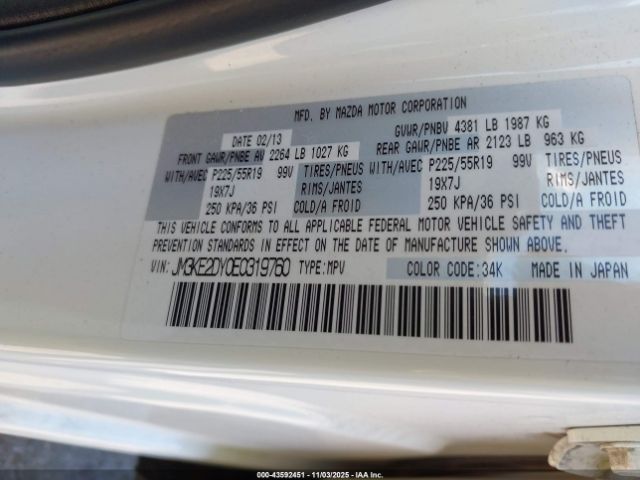 MFD. BY MAZDA MOTOR CORPORATION
DATE 02/13 GVWR/PNBV 4381 LB 1987 KG
FRONT GAWR/PNBE AV 2264 LB 1027 KG REAR GAWR/PNBE AR 2123 LB 963 KG
WITH/AVEC P225/55R19 99V TIRES/PNEUS WITH/AVEC P225/55R19 99V TIRES/PNEUS
19X7J RIMS/JANTES 19X7J RIMS/JANTES
250 KPA/36 PSI COLD/A FROID 250 KPA/36 PSI COLD/A FROID
THIS VEHICLE CONFORMS TO ALL APPLICABLE FEDERAL MOTOR VEHICLE SAFETY AND THEFT
PREVENTION STANDARDS IN EFFECT ON THE DATE OF MANUFACTURE SHOWN ABOVE.
VIN: JM3KE2DY0E0319760 TYPE:MPV COLOR CODE:34K MADE IN JAPAN
000-43592451 - 11/03/2025 - IAA Inc.